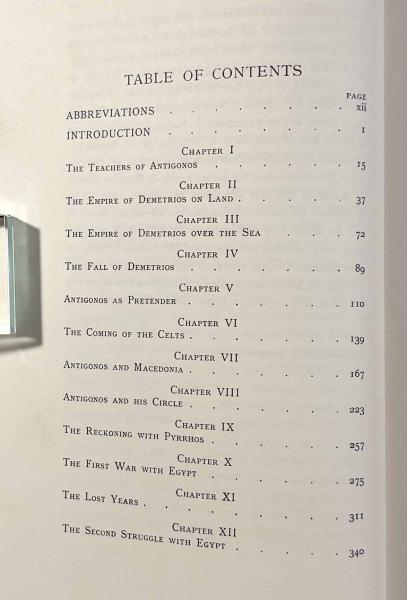 TABLE OF CONTENTS
PAGE
ABBREVIATIONS . . . . . . . xii
INTRODUCTION . . . . . . . 1
CHAPTER I
THE TEACHERS OF ANTIGONOS . . . . . 15
CHAPTER II
THE EMPIRE OF DEMETRIOS ON LAND . . . . 37
CHAPTER III
THE EMPIRE OF DEMETRIOS OVER THE SEA . . . 72
CHAPTER IV
THE FALL OF DEMETRIOS . . . . . . 89
CHAPTER V
ANTIGONOS AS PRETENDER . . . . . . 110
CHAPTER VI
THE COMING OF THE CELTS . . . . . . 139
CHAPTER VII
ANTIGONOS AND MACEDONIA . . . . . . 167
CHAPTER VIII
ANTIGONOS AND HIS CIRCLE . . . . . . 223
CHAPTER IX
THE RECKONING WITH PYRRHOS . . . . . 257
CHAPTER X
THE FIRST WAR WITH EGYPT . . . . . 275
CHAPTER XI
THE LOST YEARS . . . . . . . 311
CHAPTER XII
THE SECOND STRUGGLE WITH EGYPT . . . . 340